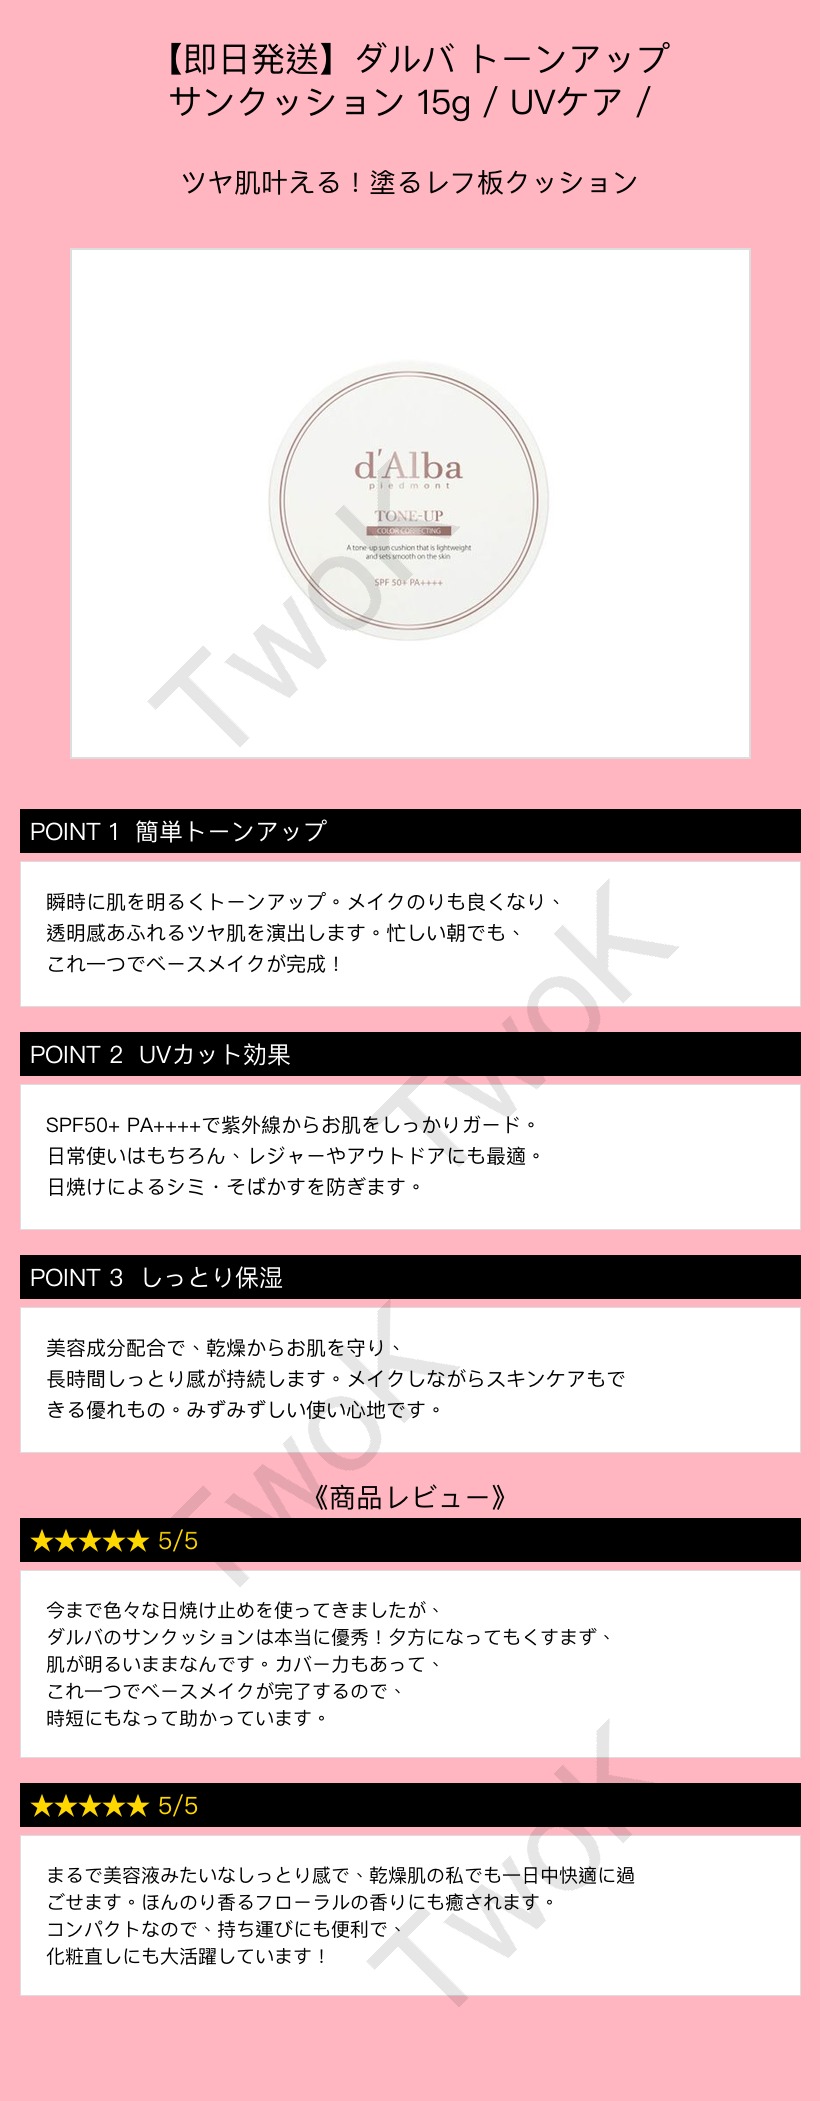 【即日発送】ダルバ トーンアップ
サンクッション 15g / UVケア /
ツヤ肌叶える！塗るレフ板クッション
d'Alba
piedmont
TONE-UP
COLOR CORRECTING
A tone-up sun cushion that is lightweight
and sets smooth on the skin
SPF 50+ PA++++
TwoK
POINT 1 簡単トーンアップ
瞬時に肌を明るくトーンアップ。メイクのりも良くなり、
透明感あふれるツヤ肌を演出します。忙しい朝でも、
これ一つでベースメイクが完成！
TwoK
POINT 2 UVカット効果
SPF50+ PA++++で紫外線からお肌をしっかりガード。
日常使いはもちろん、レジャーやアウトドアにも最適。
日焼けによるシミ・そばかすを防ぎます。
POINT 3 しっとり保湿
美容成分配合で、乾燥からお肌を守り、
長時間しっとり感が持続します。メイクしながらスキンケアもで
きる優れもの。みずみずしい使い心地です。
TwoK
《商品レビュー》
★★★★★ 5/5
今まで色々な日焼け止めを使ってきましたが、
ダルバのサンクッションは本当に優秀！夕方になってもくすまず、
肌が明るいままなんです。カバー力もあって、
これ一つでベースメイクが完了するので、
時短にもなって助かっています。
★★★★★ 5/5
まるで美容液みたいなしっとり感で、乾燥肌の私でも一日中快適に過
ごせます。ほんのり香るフローラルの香りにも癒されます。
コンパクトなので、持ち運びにも便利で、
化粧直しにも大活躍しています！
TwoK